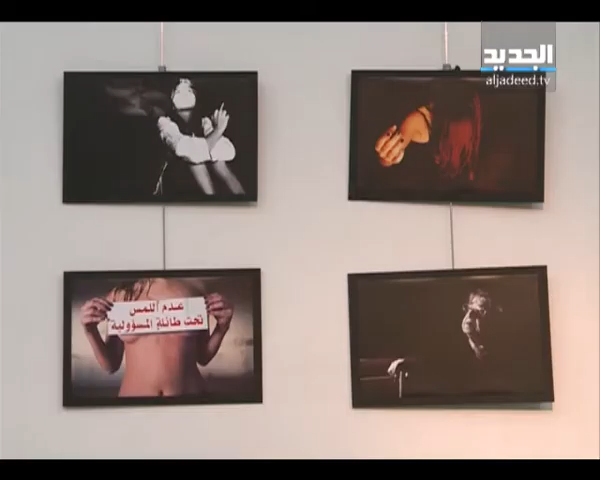 الجديد
aljadeed.tv
عدم اللمس
تحت طائلة المسؤولية